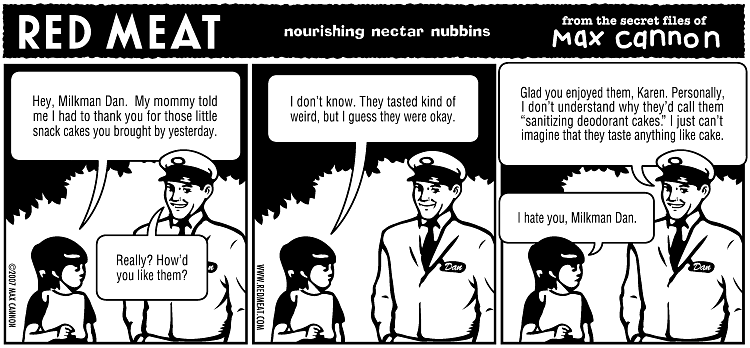 RED MEAT
nourishing nectar nubbins
from the secret files of
Max cannon
Hey, Milkman Dan.  My mommy told
me I had to thank you for those little
snack cakes you brought by yesterday.
Really? How'd
you like them?
an
©2007 MAX CANNON
I don't know. They tasted kind of
weird, but I guess they were okay.
Dan
WWW.REDMEAT.COM
Glad you enjoyed them, Karen. Personally,
I don't understand why they'd call them
“sanitizing deodorant cakes.” I just can't
imagine that they taste anything like cake.
I hate you, Milkman Dan.
Dan